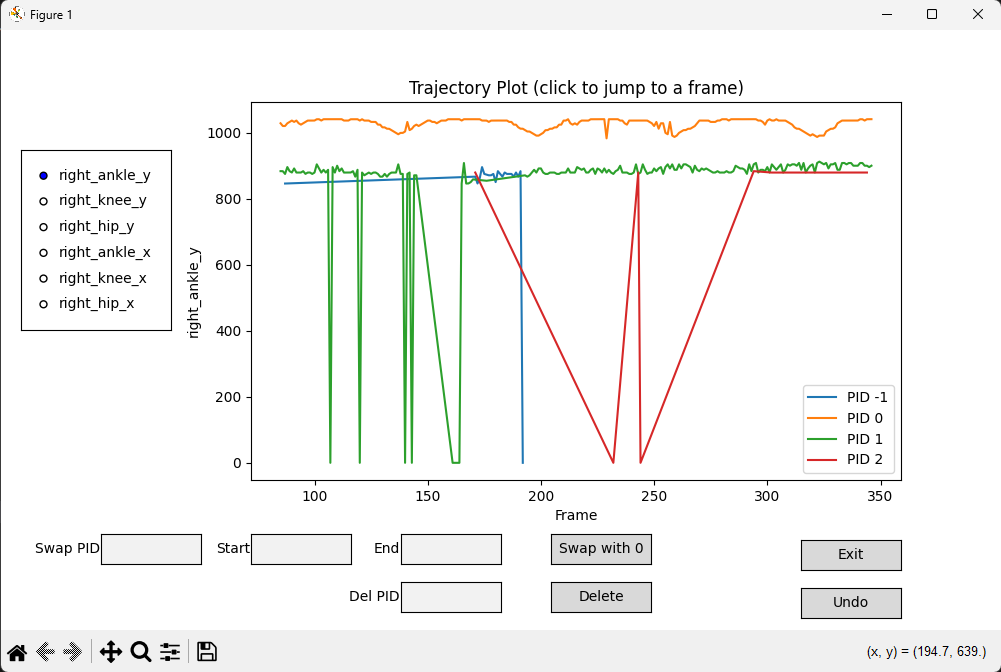 Figure 1
Trajectory Plot (click to jump to a frame)
right_ankle_y
right_knee_y
right_hip_y
right_ankle_x
right_knee_x
right_hip_x
right_ankle_y
1000
800
600
400
200
0
PID -1
PID 0
PID 1
PID 2
100 150 200 250 300 350
Frame
Swap PID Start End Swap with 0 Exit
Del PID Delete Undo
(x, y) = (194.7, 639.)